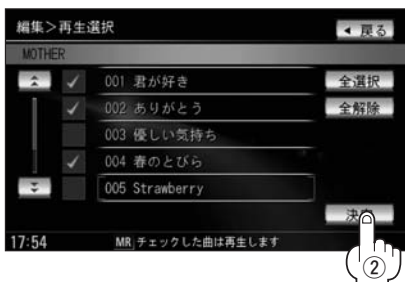 編集＞再生選択
◀ 戻る
MOTHER
001 君が好き
全選択
002 ありがとう
全解除
003 優しい気持ち
004 春のとびら
005 Strawberry
17:54
MR チェックした曲は再生します
②